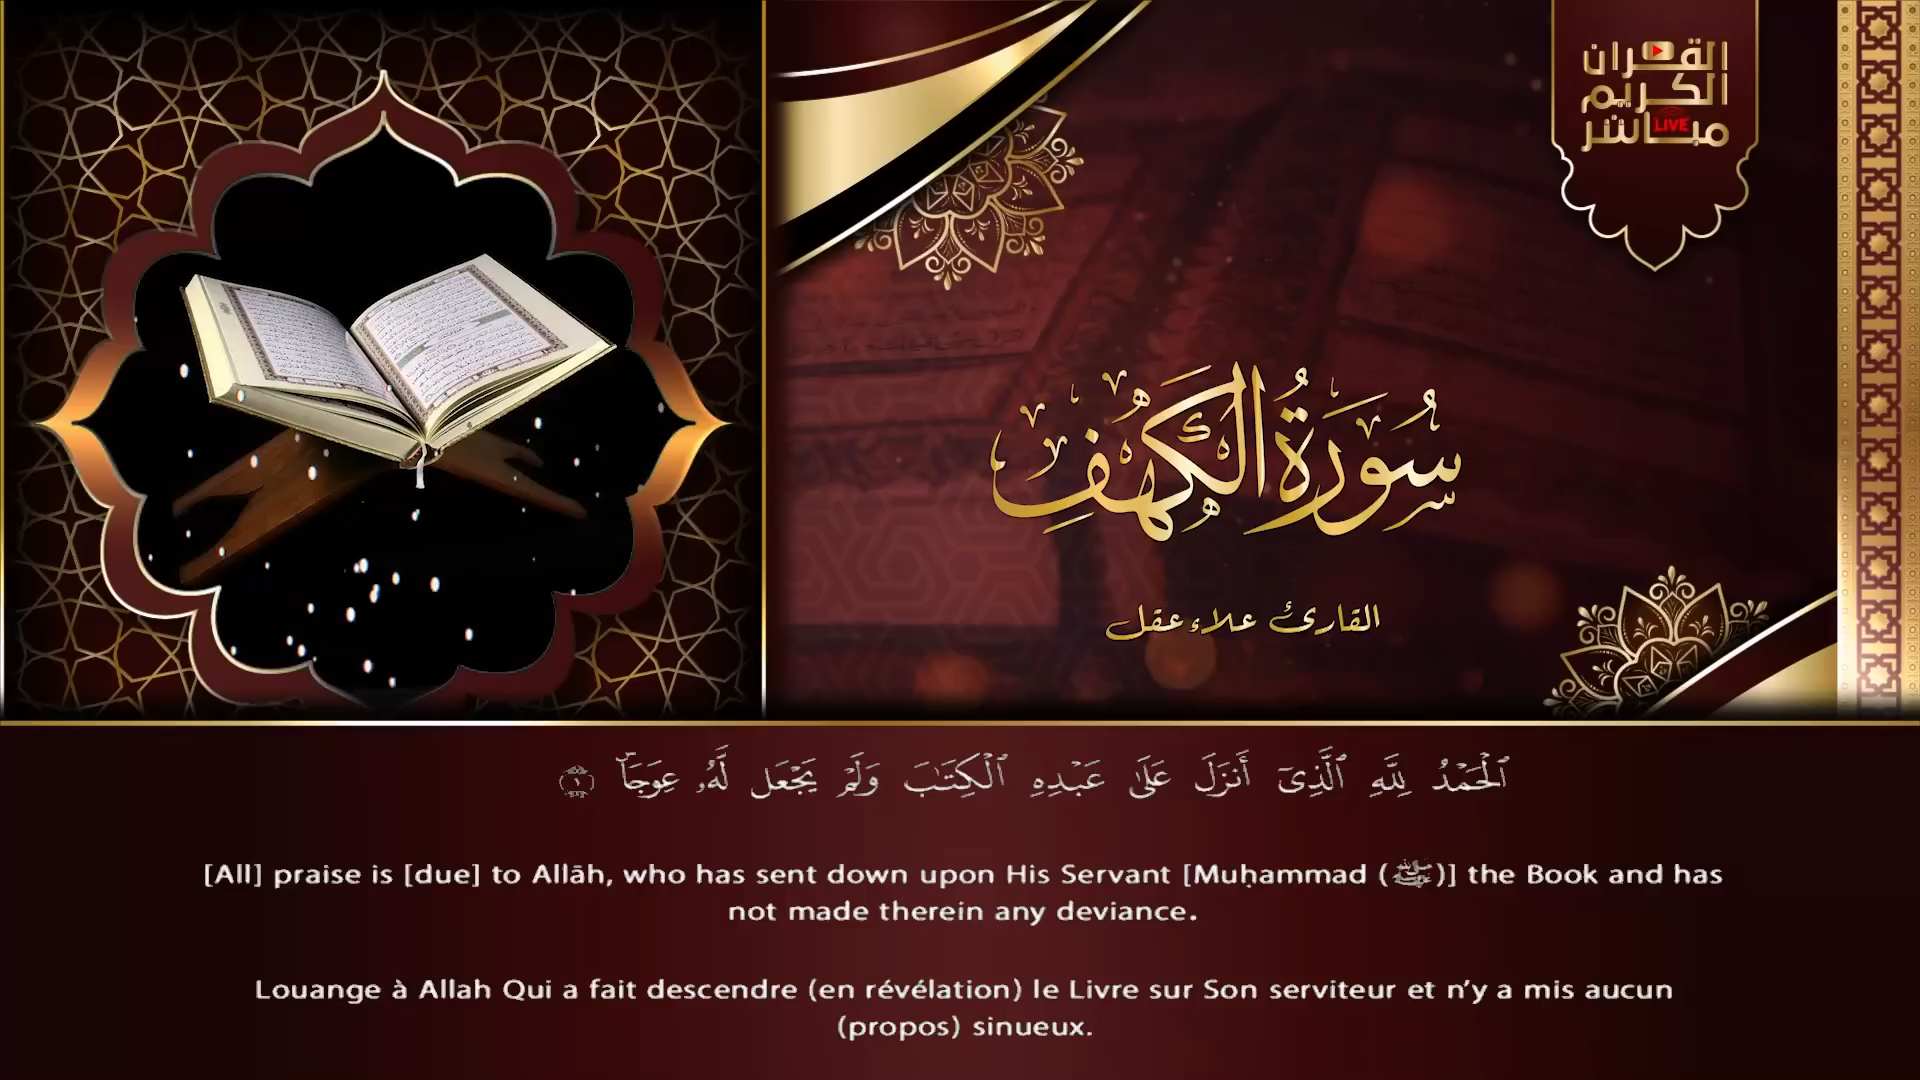 القرآن
الكريم
مباشر
LIVE
سُورَةُ الْكَهْفِ
القارئ علاء عقل
ٱلْحَمْدُ لِلَّهِ ٱلَّذِىٓ أَنزَلَ عَلَىٰ عَبْدِهِ ٱلْكِتَٰبَ وَلَمْ يَجْعَل لَّهُۥ عِوَجَاۜ ١
[All] praise is [due] to Allāh, who has sent down upon His Servant [Muḥammad (ﷺ)] the Book and has
not made therein any deviance.
Louange à Allah Qui a fait descendre (en révélation) le Livre sur Son serviteur et n’y a mis aucun
(propos) sinueux.